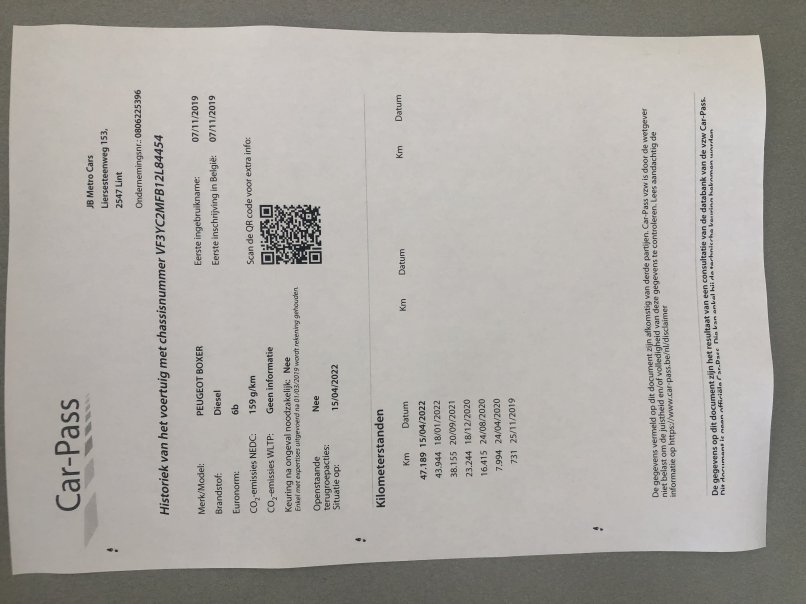 Car-Pass
JB Metro Cars
Liersesteenweg 153,
2547 Lint
Ondernemingsnr.: 0806225396
Historiek van het voertuig met chassisnummer VF3YC2MFB12L84454
Merk/Model: PEUGEOT BOXER
Brandstof: Diesel
Euronorm: 6b
CO2-emissies NEDC: 159 g/km
CO2-emissies WLTP: Geen informatie
Keuring na ongeval noodzakelijk: Nee
Enkel met expertises uitgevoerd na 01/03/2019 wordt rekening gehouden.
Openstaande Nee
terugroepacties:
Situatie op: 15/04/2022
Eerste ingebruikname: 07/11/2019
Eerste inschrijving in België: 07/11/2019
Scan de QR code voor extra info:
Kilometerstanden
Km Datum Km Datum Km Datum
47.189 15/04/2022
43.944 18/01/2022
38.155 20/09/2021
23.244 18/12/2020
16.415 24/08/2020
7.994 24/04/2020
731 25/11/2019
De gegevens vermeld op dit document zijn afkomstig van derde partijen. Car-Pass vzw is door de wetgever
niet belast om de juistheid en/of volledigheid van deze gegevens te controleren. Lees aandachtig de
informatie op https://www.car-pass.be/nl/disclaimer
De gegevens op dit document zijn het resultaat van een consultatie van de databank van de vzw Car-Pass.
Dit document is geen officiële Car-Pass. Die kan enkel bij de technische keuring bekomen worden.